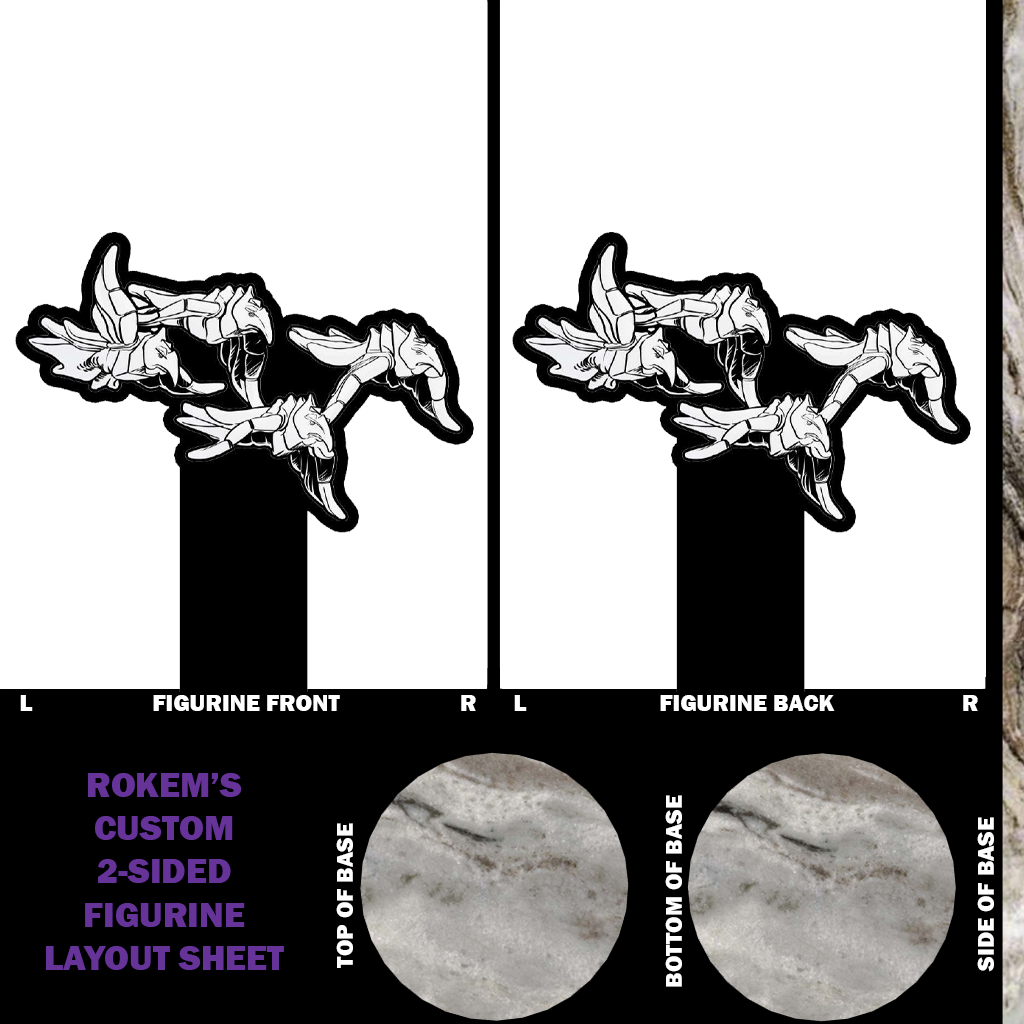 L FIGURINE FRONT R
L FIGURINE BACK R
ROKEM’S
CUSTOM
2-SIDED
FIGURINE
LAYOUT SHEET
TOP OF BASE
BOTTOM OF BASE
SIDE OF BASE